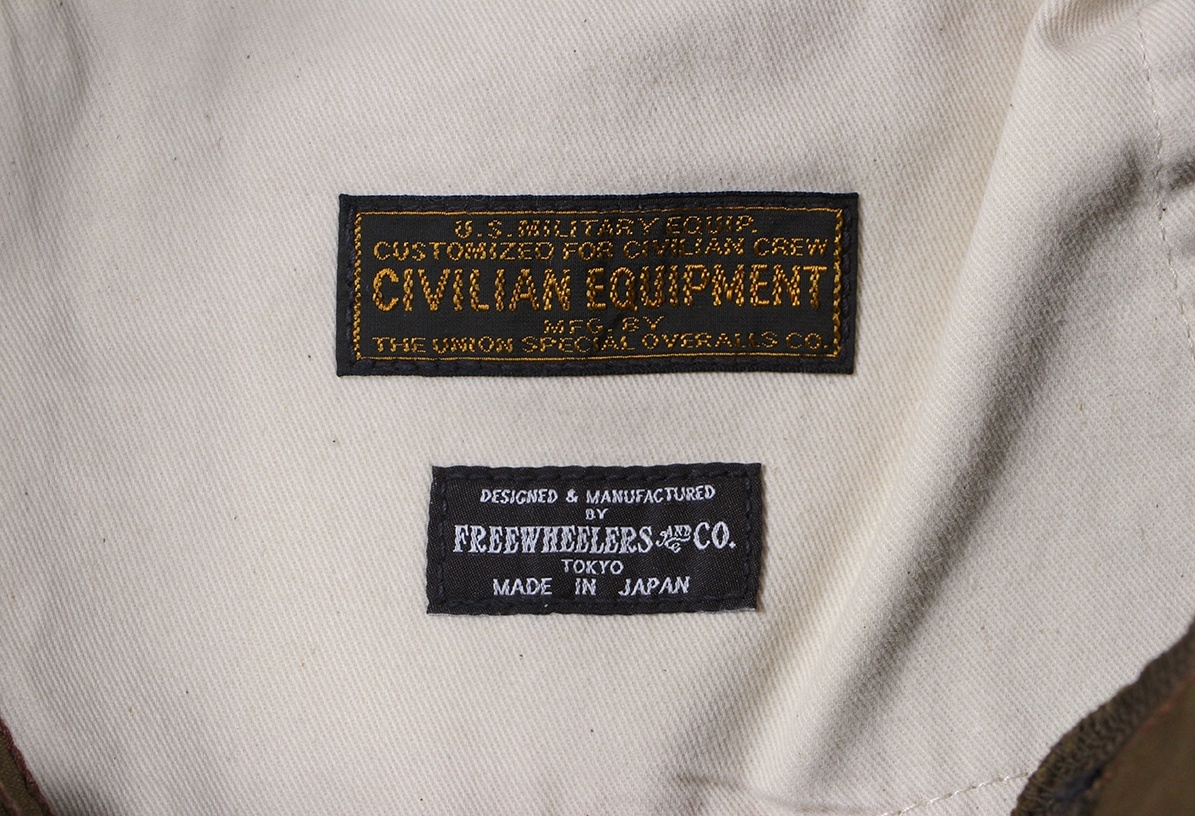 U.S. MILITARY EQUIP.
CUSTOMIZED FOR CIVILIAN CREW
CIVILIAN EQUIPMENT
MFG. BY
THE UNION SPECIAL OVERALLS CO.
DESIGNED & MANUFACTURED
BY
FREEWHEELERS AND CO.
TOKYO
MADE IN JAPAN